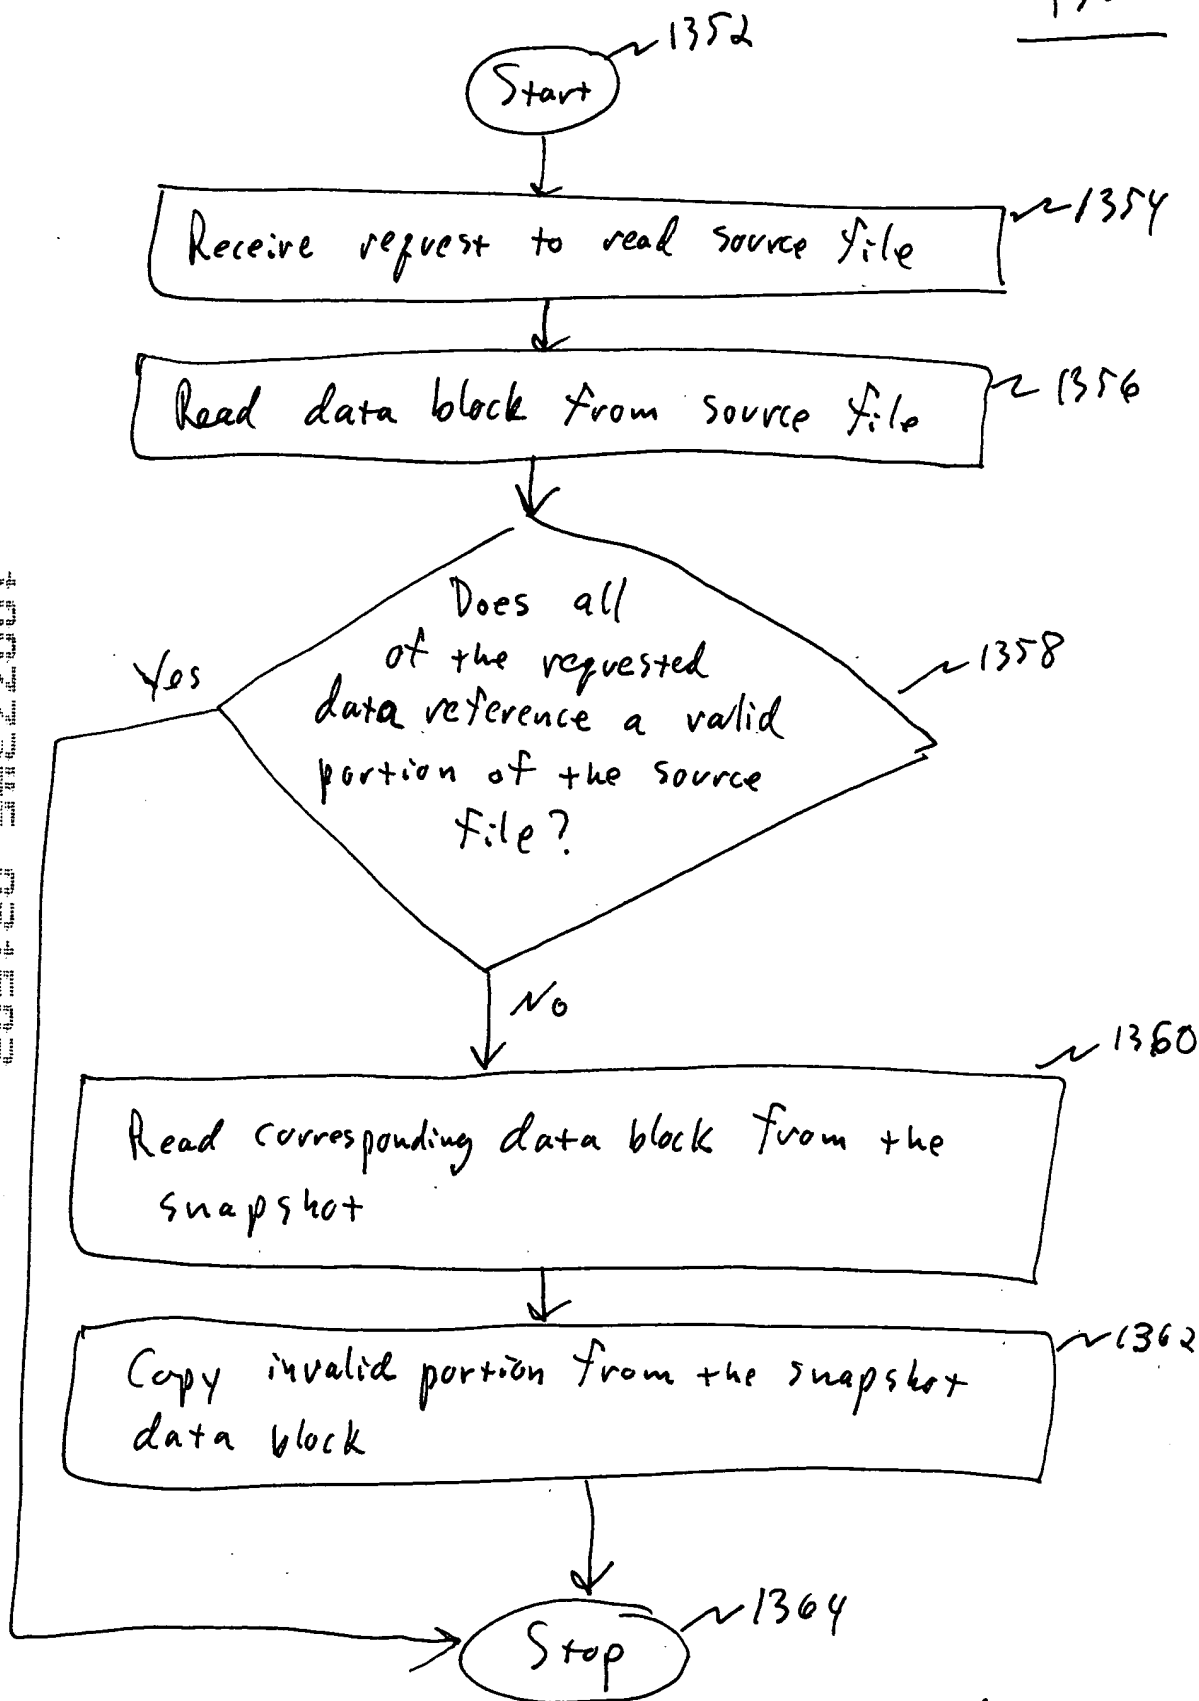 1352
Start
1354
Receive request to read source file
1356
Read data block from source file
Does all
of the requested
data reference a valid
portion of the source
file?
1358
Yes
No
1360
Read corresponding data block from the
snapshot
1362
Copy invalid portion from the snapshot
data block
1364
Stop